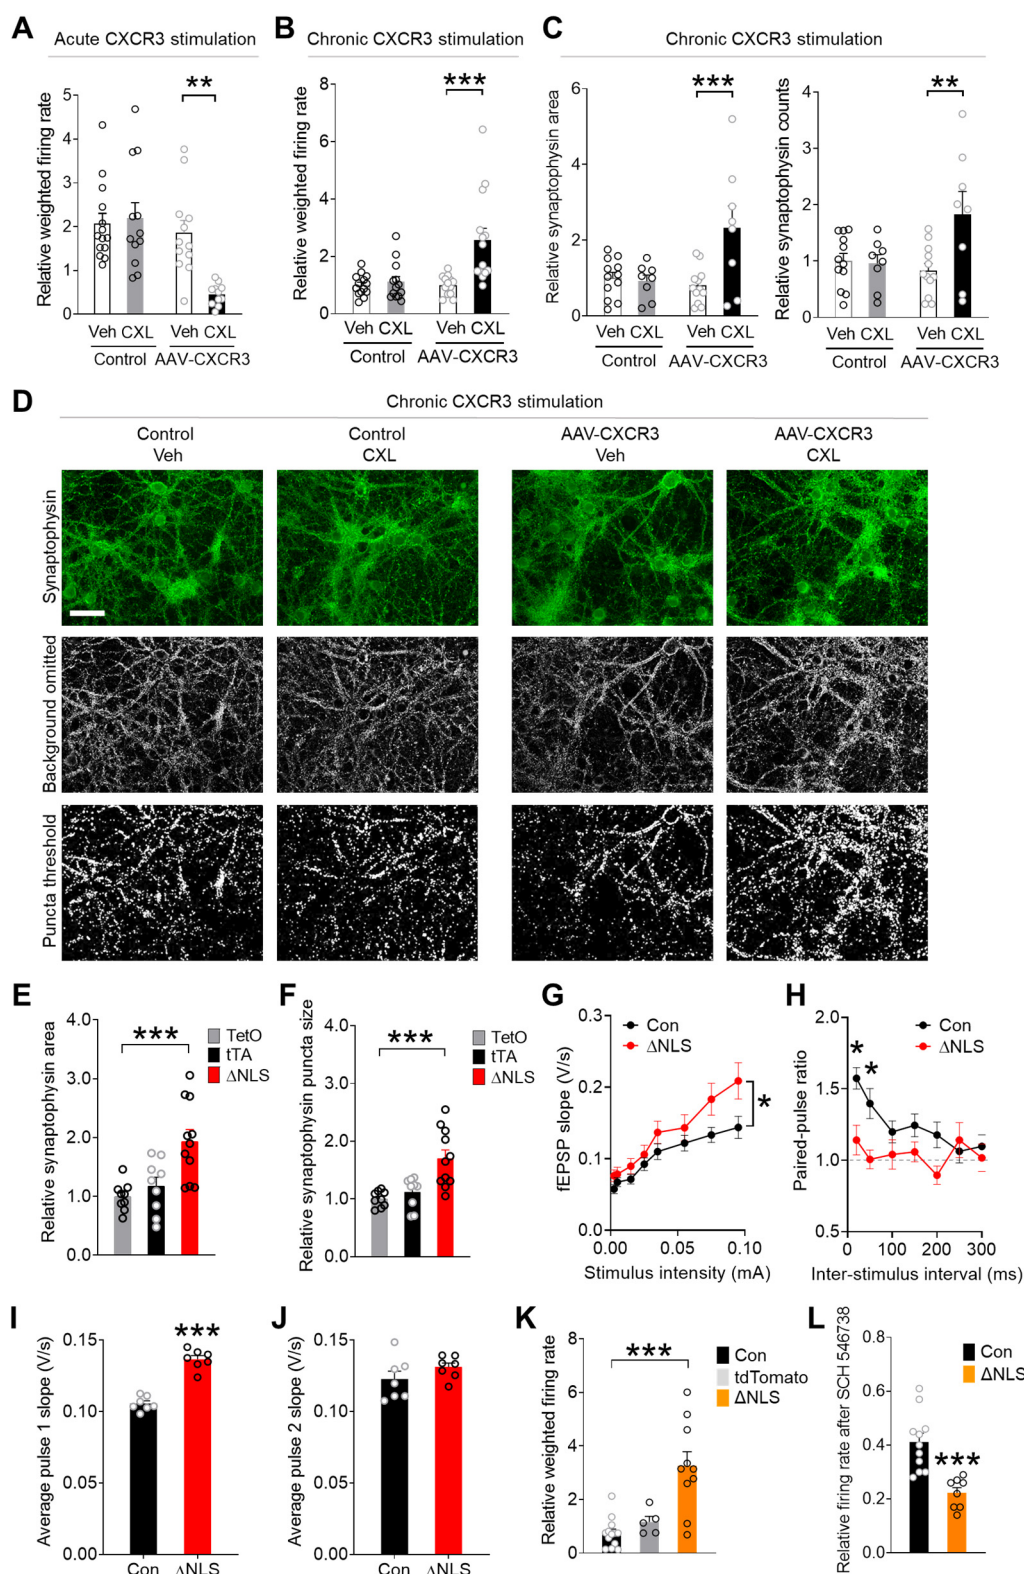 A
Acute CXCR3 stimulation
Relative weighted firing rate
5
4
3
2
1
0
**
Veh CXL
Veh CXL
Control
AAV-CXCR3
B
Chronic CXCR3 stimulation
Relative weighted firing rate
8
6
4
2
0
***
Veh CXL
Veh CXL
Control
AAV-CXCR3
C
Chronic CXCR3 stimulation
Relative synaptophysin area
6
4
2
0
***
Veh CXL
Veh CXL
Control
AAV-CXCR3
Relative synaptophysin counts
4
3
2
1
0
**
Veh CXL
Veh CXL
Control
AAV-CXCR3
D
Chronic CXCR3 stimulation
Control
Veh
Control
CXL
AAV-CXCR3
Veh
AAV-CXCR3
CXL
Synaptophysin
Background omitted
Puncta threshold
E
Relative synaptophysin area
4.0
3.0
2.0
1.0
0.0
***
TetO
tTA
ΔNLS
F
Relative synaptophysin puncta size
4.0
3.0
2.0
1.0
0.0
***
TetO
tTA
ΔNLS
G
fEPSP slope (V/s)
0.3
0.2
0.1
0.0
Con
ΔNLS
*
0.00
0.05
0.10
Stimulus intensity (mA)
H
Paired-pulse ratio
2.0
1.5
1.0
0.5
Con
ΔNLS
*
*
0
100
200
300
Inter-stimulus interval (ms)
I
Average pulse 1 slope (V/s)
0.15
0.10
0.05
0.00
***
Con
ΔNLS
J
Average pulse 2 slope (V/s)
0.15
0.10
0.05
0.00
Con
ΔNLS
K
Relative weighted firing rate
8
6
4
2
0
***
Con
tdTomato
ΔNLS
L
Relative firing rate after SCH 546738
0.8
0.6
0.4
0.2
0.0
***
Con
ΔNLS